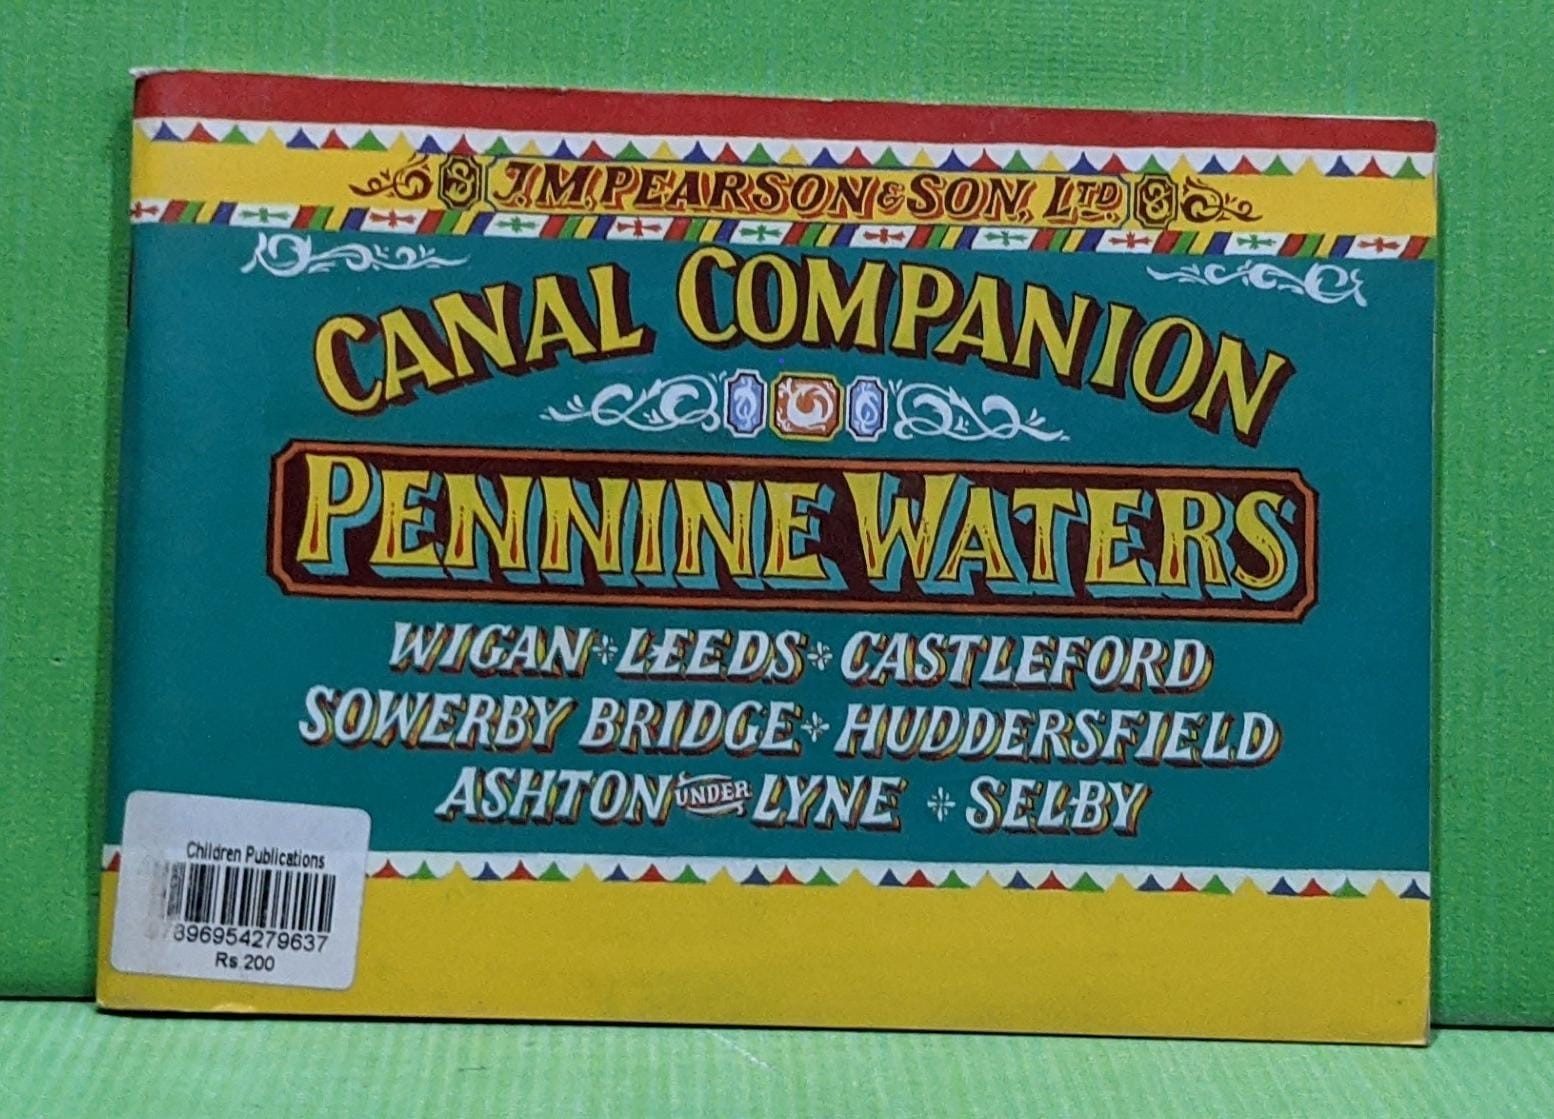 J.M. PEARSON & SON, LTD.
CANAL COMPANION
PENNINE WATERS
WIGAN LEEDS CASTLEFORD
SOWERBY BRIDGE HUDDERSFIELD
ASHTON UNDER LYNE SELBY
Children Publications
9789695427963​7
Rs.200